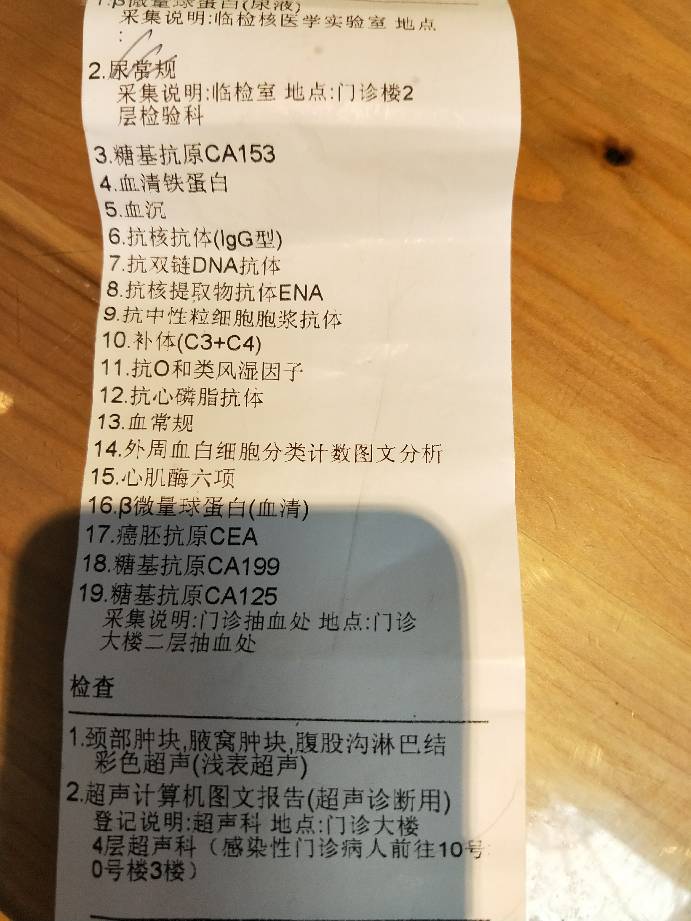 1.β微量球蛋白(尿液)
采集说明:临检核医学实验室 地点
:
2.尿常规
采集说明:临检室 地点:门诊楼2
层检验科
3.糖基抗原CA153
4.血清铁蛋白
5.血沉
6.抗核抗体(IgG型)
7.抗双链DNA抗体
8.抗核提取物抗体ENA
9.抗中性粒细胞胞浆抗体
10.补体(C3+C4)
11.抗O和类风湿因子
12.抗心磷脂抗体
13.血常规
14.外周血白细胞分类计数图文分析
15.心肌酶六项
16.β微量球蛋白(血清)
17.癌胚抗原CEA
18.糖基抗原CA199
19.糖基抗原CA125
采集说明:门诊抽血处 地点:门诊
大楼二层抽血处
检查
1.颈部肿块,腋窝肿块,腹股沟淋巴结
彩色超声(浅表超声)
2.超声计算机图文报告(超声诊断用)
登记说明:超声科 地点:门诊大楼
4层超声科（感染性门诊病人前往10号
0号楼3楼）